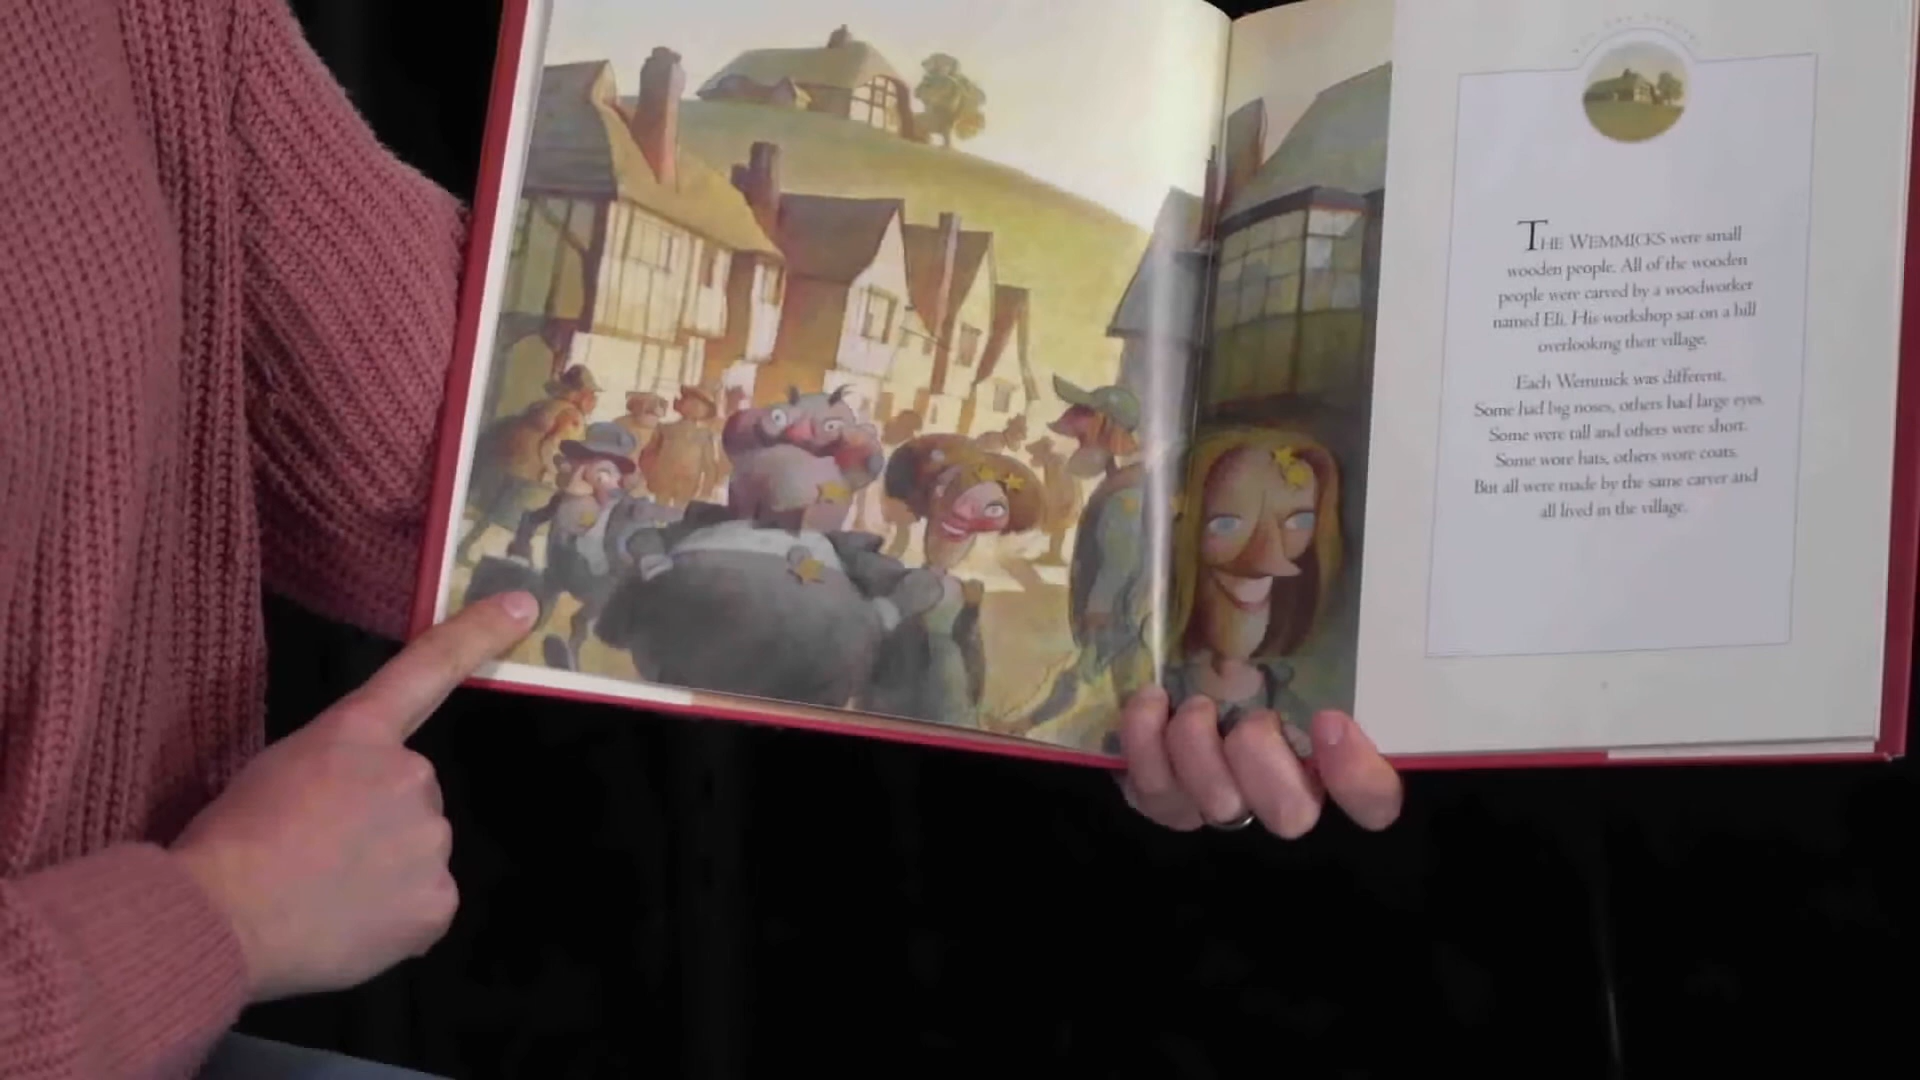 THE WEMMICKS were small
wooden people. All of the wooden
people were carved by a woodworker
named Eli. His workshop sat on a hill
overlooking their village.
Each Wemmick was different.
Some had big noses, others had large eyes.
Some were tall and others were short.
Some wore hats, others wore coats.
But all were made by the same carver and
all lived in the village.